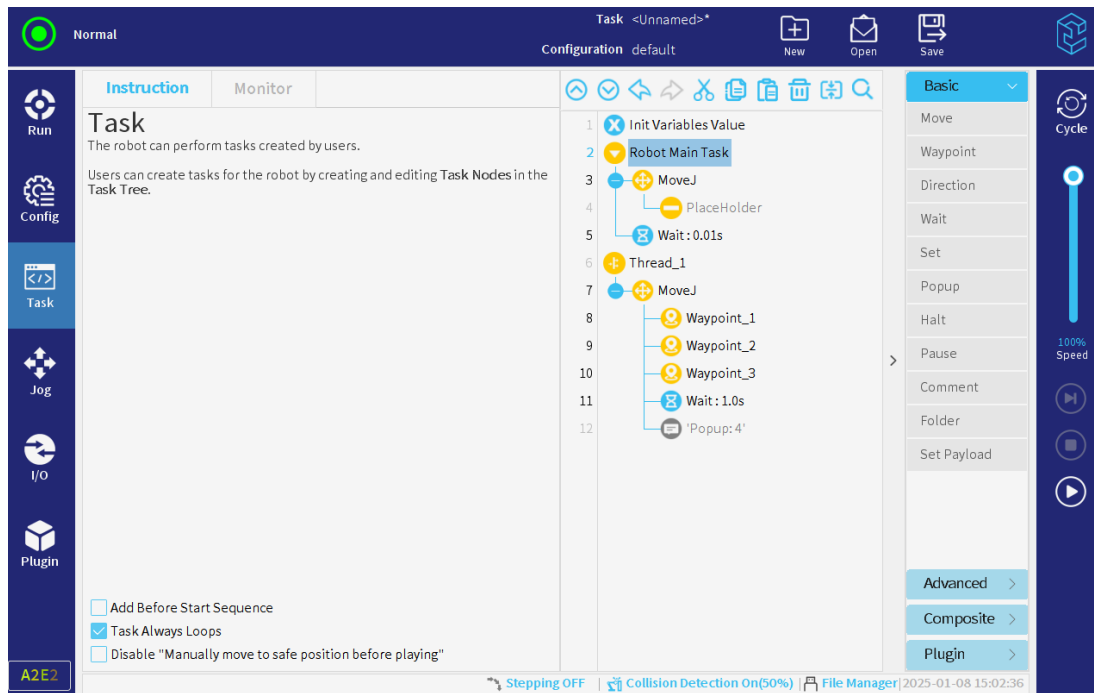 Normal
Task <Unnamed>*
Configuration default
New
Open
Save
Run
Config
Task
Jog
I/O
Plugin
A2E2
Instruction
Monitor
Task
The robot can perform tasks created by users.
Users can create tasks for the robot by creating and editing Task Nodes in the
Task Tree.
Add Before Start Sequence
Task Always Loops
Disable "Manually move to safe position before playing"
1 Init Variables Value
2 Robot Main Task
3 MoveJ
4 PlaceHolder
5 Wait : 0.01s
6 Thread_1
7 MoveJ
8 Waypoint_1
9 Waypoint_2
10 Waypoint_3
11 Wait : 1.0s
12 'Popup: 4'
Basic
Move
Waypoint
Direction
Wait
Set
Popup
Halt
Pause
Comment
Folder
Set Payload
Advanced
Composite
Plugin
Cycle
100%
Speed
Stepping OFF | Collision Detection On(50%) | File Manager | 2025-01-08 15:02:36